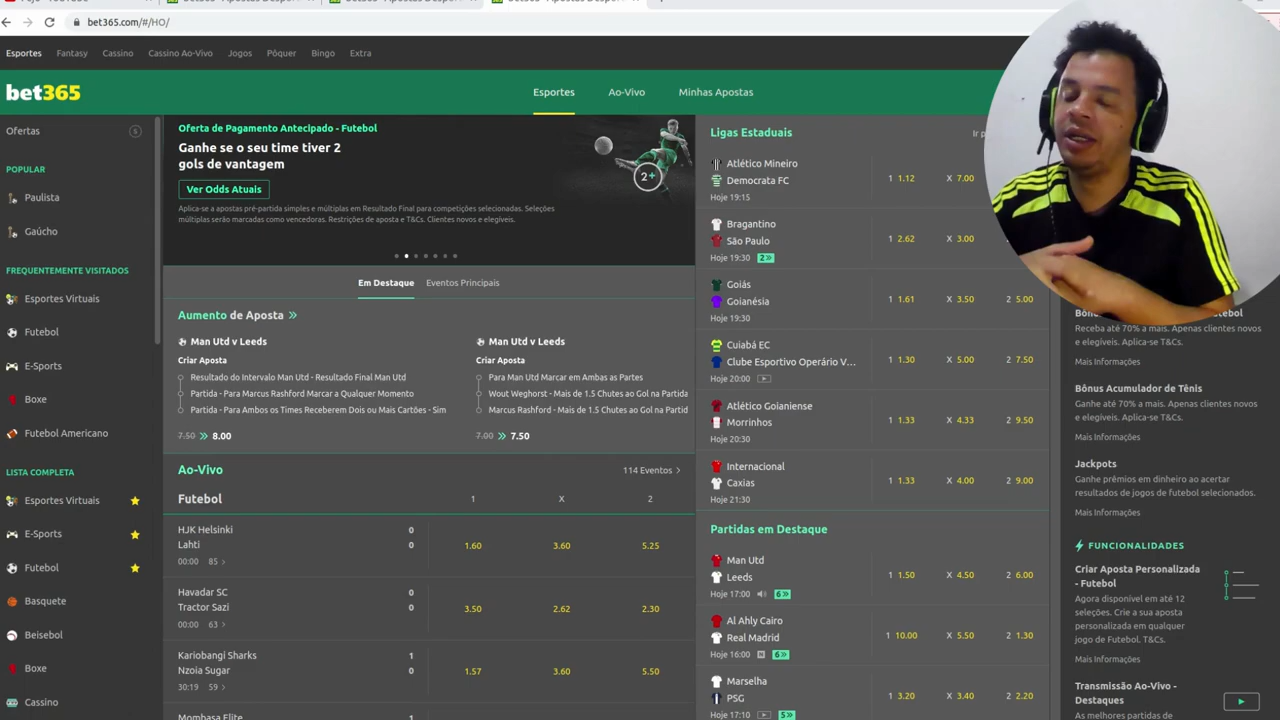 bet365.com/#/HO/
Esportes Fantasy Cassino Cassino Ao-Vivo Jogos Pôquer Bingo Extra
bet365
Esportes Ao-Vivo Minhas Apostas
Ofertas 5
POPULAR
Paulista
Gaúcho
FREQUENTEMENTE VISITADOS
Esportes Virtuais
Futebol
E-Sports
Boxe
Futebol Americano
LISTA COMPLETA
Esportes Virtuais
E-Sports
Futebol
Basquete
Beisebol
Boxe
Cassino
Oferta de Pagamento Antecipado - Futebol
Ganhe se o seu time tiver 2
gols de vantagem
2+
Ver Odds Atuais
Aplica-se a apostas pré-partida simples e múltiplas em Resultado Final para competições selecionadas. Seleções
múltiplas serão marcadas como vencedoras. Restrições de aposta e T&Cs. Clientes novos e elegíveis.
Em Destaque Eventos Principais
Aumento de Aposta
Man Utd v Leeds
Criar Aposta
Resultado do Intervalo Man Utd - Resultado Final Man Utd
Partida - Para Marcus Rashford Marcar a Qualquer Momento
Partida - Para Ambos os Times Receberem Dois ou Mais Cartões - Sim
7.50 8.00
Man Utd v Leeds
Criar Aposta
Para Man Utd Marcar em Ambas as Partes
Wout Weghorst - Mais de 1.5 Chutes ao Gol na Partida
Marcus Rashford - Mais de 1.5 Chutes ao Gol na Partid
7.00 7.50
Ao-Vivo 114 Eventos
Futebol 1 X 2
HJK Helsinki 0
Lahti 0
1.60 3.60 5.25
00:00 85
Havadar SC 0
Tractor Sazi 0
3.50 2.62 2.30
00:00 63
Kariobangi Sharks 1
Nzoia Sugar 0
1.57 3.60 5.50
30:19 59
Mombasa Elite 1
Ligas Estaduais Ir p
Atlético Mineiro
Democrata FC
1 1.12 X 7.00
Hoje 19:15
Bragantino
São Paulo
1 2.62 X 3.00
Hoje 19:30 2
Goiás
Goianésia
1 1.61 X 3.50 2 5.00
Hoje 19:30
Cuiabá EC
Clube Esportivo Operário V...
1 1.30 X 5.00 2 7.50
Hoje 20:00
Atlético Goianiense
Morrinhos
1 1.33 X 4.33 2 9.50
Hoje 20:30
Internacional
Caxias
1 1.33 X 4.00 2 9.00
Hoje 21:30
Partidas em Destaque
Man Utd
Leeds
1 1.50 X 4.50 2 6.00
Hoje 17:00 6
Al Ahly Cairo
Real Madrid
1 10.00 X 5.50 2 1.30
Hoje 16:00 6
Marselha
PSG
1 3.20 X 3.40 2 2.20
Hoje 17:10 5
Receba até 70% a mais. Apenas clientes novos
e elegíveis. Aplica-se T&Cs.
Mais Informações
Bônus Acumulador de Tênis
Ganhe até 70% a mais. Apenas clientes novos
e elegíveis. Aplica-se T&Cs.
Mais Informações
Jackpots
Ganhe prêmios em dinheiro ao acertar
resultados de jogos de futebol selecionados.
Mais Informações
FUNCIONALIDADES
Criar Aposta Personalizada
- Futebol
Agora disponível em até 12
seleções. Crie a sua aposta
personalizada em qualquer
jogo de Futebol. T&Cs.
Mais Informações
Transmissão Ao-Vivo -
Destaques
As melhores partidas de